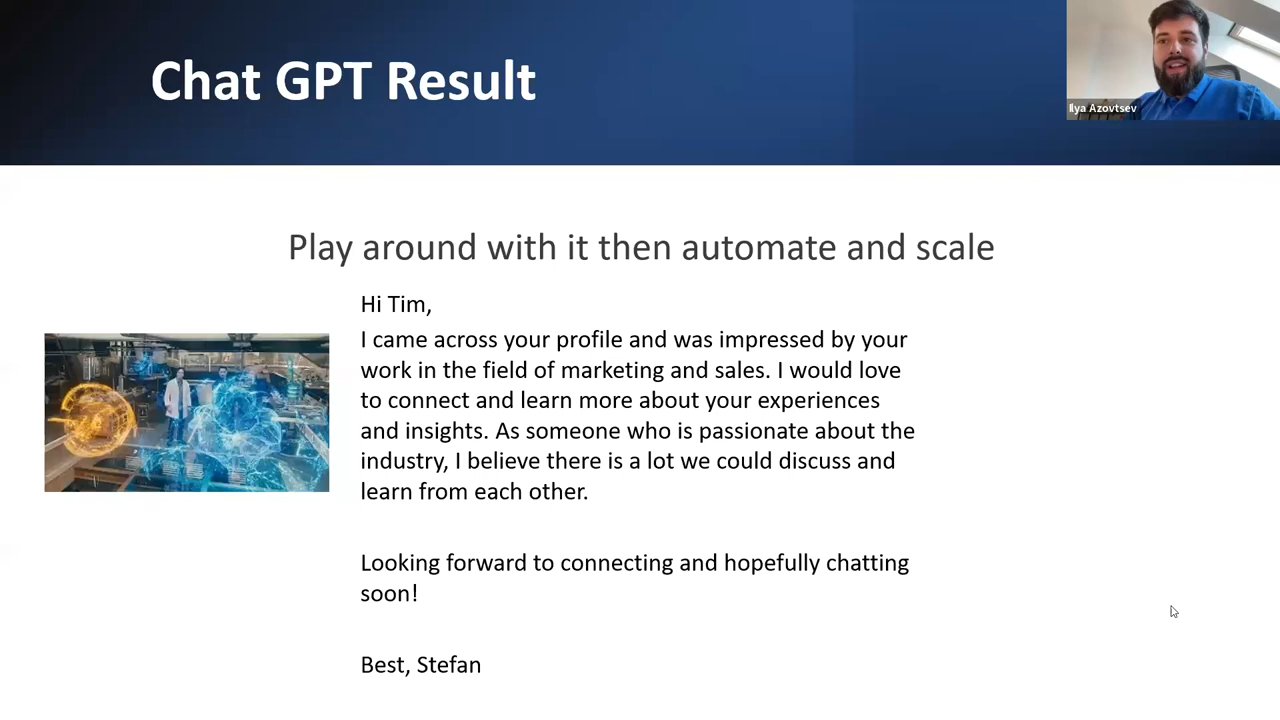 Chat GPT Result
Ilya Azovtsev
Play around with it then automate and scale
Hi Tim,
I came across your profile and was impressed by your
work in the field of marketing and sales. I would love
to connect and learn more about your experiences
and insights. As someone who is passionate about the
industry, I believe there is a lot we could discuss and
learn from each other.
Looking forward to connecting and hopefully chatting
soon!
Best, Stefan